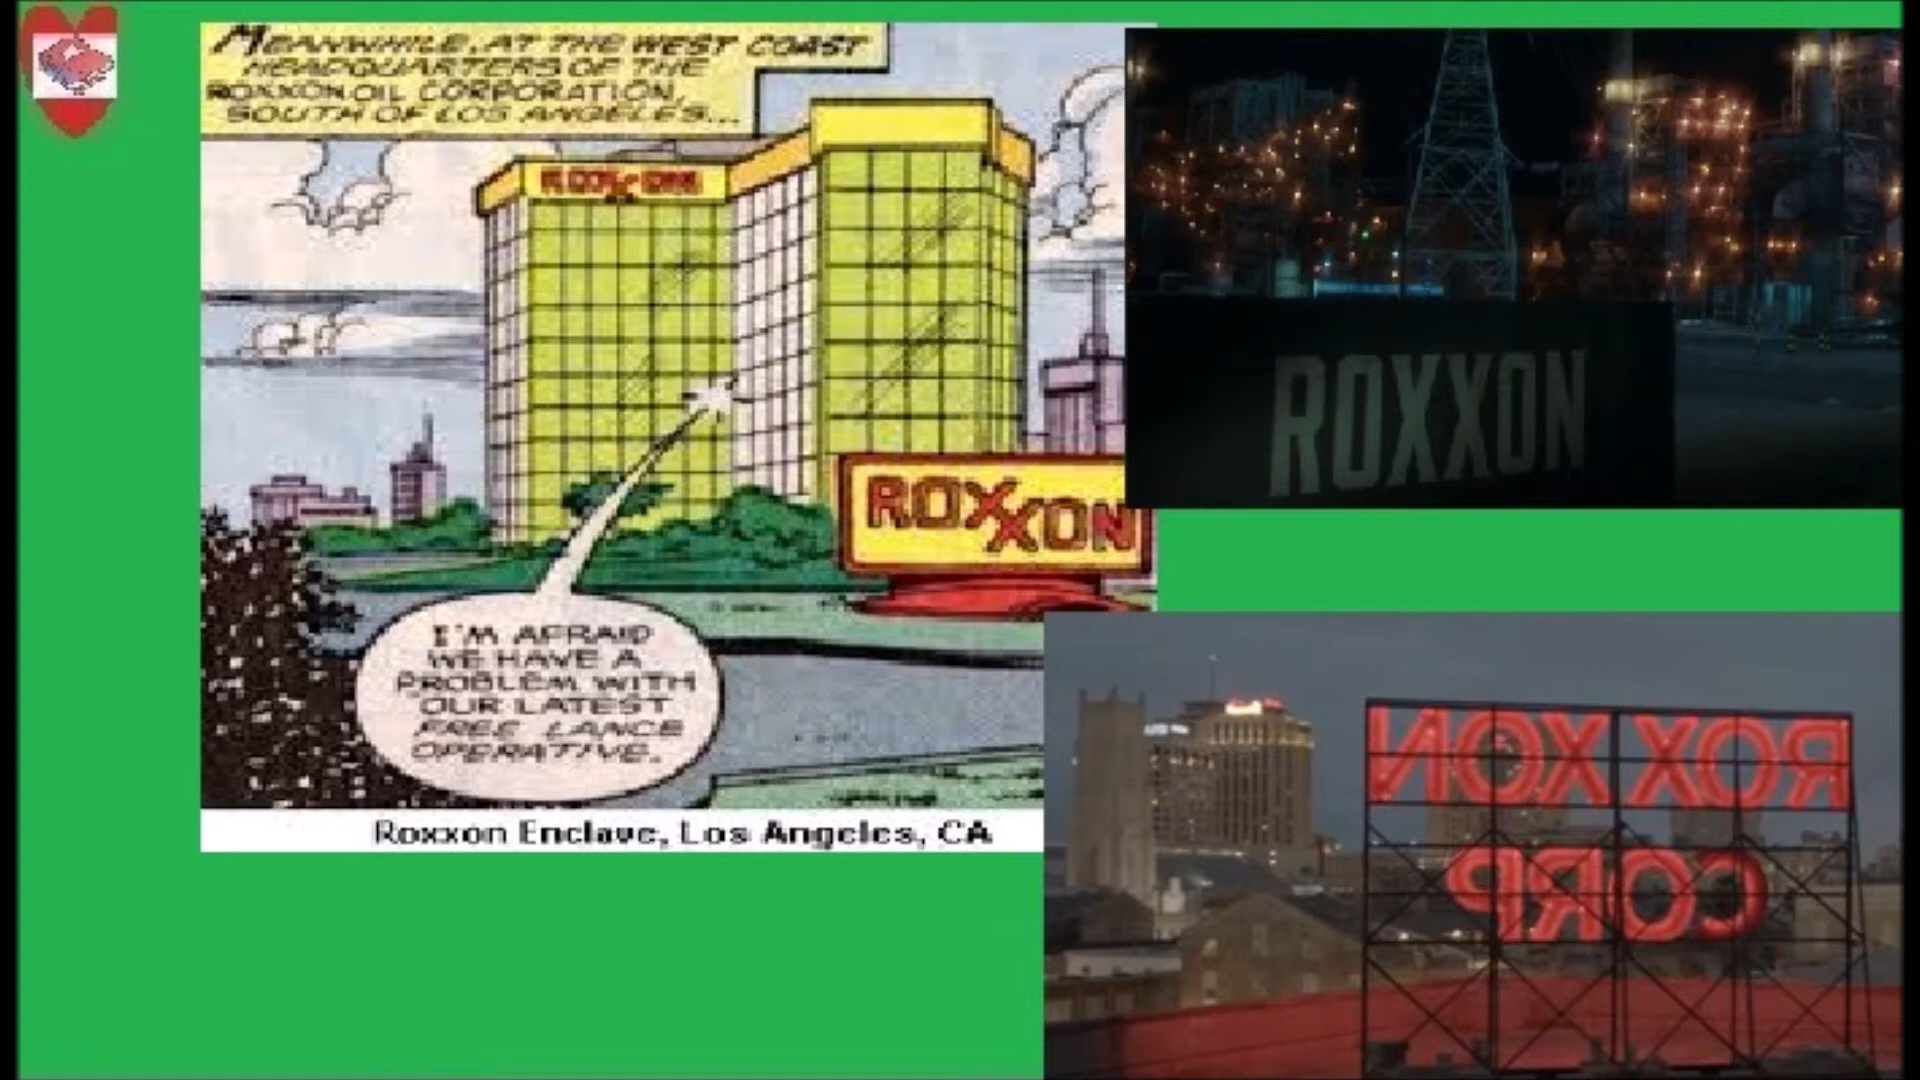 MEANWHILE, AT THE WEST COAST
HEADQUARTERS OF THE
ROXXON OIL CORPORATION,
SOUTH OF LOS ANGELES...
ROXXON
ROXXON
I'M AFRAID
WE HAVE A
PROBLEM WITH
OUR LATEST
FREE LANCE
OPERATIVE.
Roxxon Enclave, Los Angeles, CA
ROXXON
ROXXON
CORP